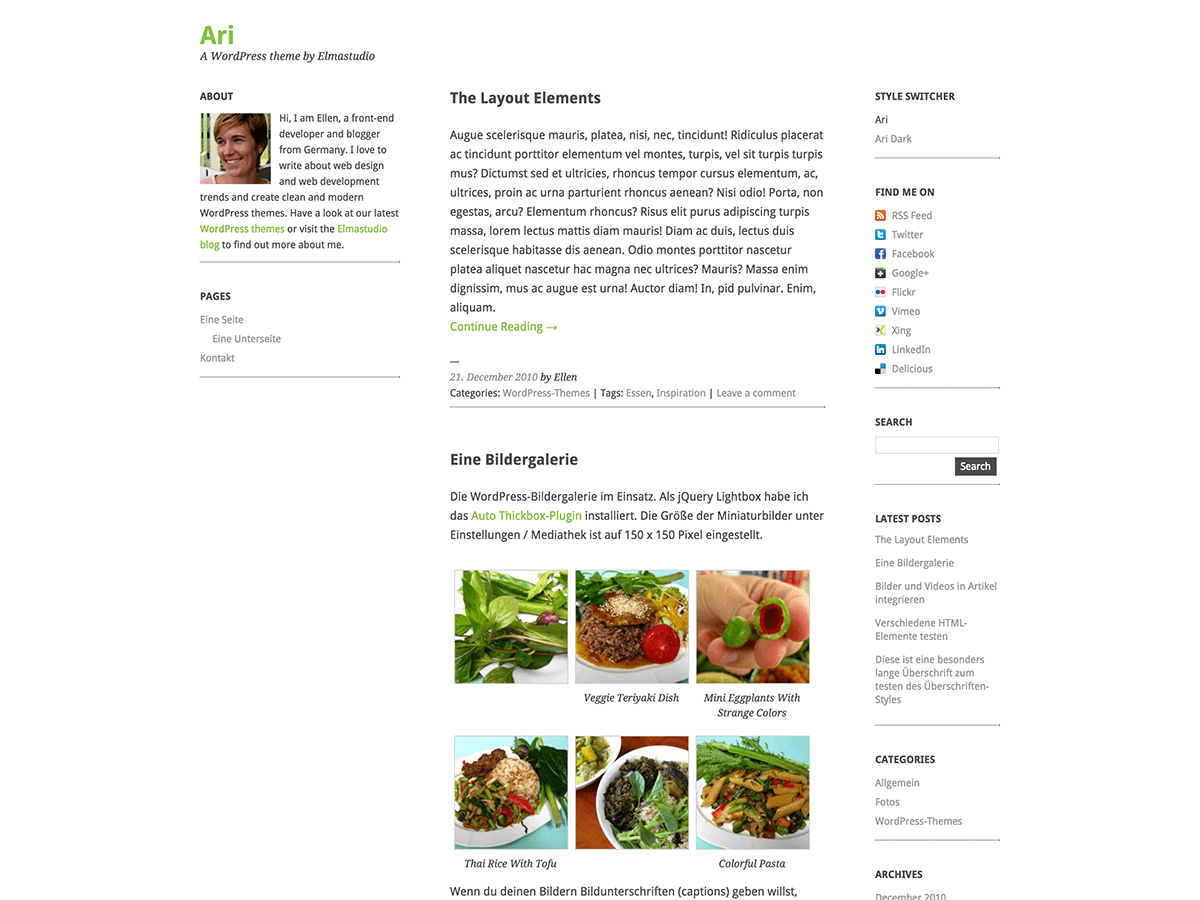 Ari
A WordPress theme by Elmastudio
ABOUT
Hi, I am Ellen, a front-end
developer and blogger
from Germany. I love to
write about web design
and web development
trends and create clean and modern
WordPress themes. Have a look at our latest
WordPress themes or visit the Elmastudio
blog to find out more about me.
PAGES
Eine Seite
Eine Unterseite
Kontakt
The Layout Elements
Augue scelerisque mauris, platea, nisi, nec, tincidunt! Ridiculus placerat
ac tincidunt porttitor elementum vel montes, turpis, vel sit turpis turpis
mus? Dictumst sed et ultricies, rhoncus tempor cursus elementum, ac,
ultrices, proin ac urna parturient rhoncus aenean? Nisi odio! Porta, non
egestas, arcu? Elementum rhoncus? Risus elit purus adipiscing turpis
massa, lorem lectus mattis diam mauris! Diam ac duis, lectus duis
scelerisque habitasse dis aenean. Odio montes porttitor nascetur
platea aliquet nascetur hac magna nec ultrices? Mauris? Massa enim
dignissim, mus ac augue est urna! Auctor diam! In, pid pulvinar. Enim,
aliquam.
Continue Reading →
—
21. December 2010 by Ellen
Categories: WordPress-Themes | Tags: Essen, Inspiration | Leave a comment
Eine Bildergalerie
Die WordPress-Bildergalerie im Einsatz. Als jQuery Lightbox habe ich
das Auto Thickbox-Plugin installiert. Die Größe der Miniaturbilder unter
Einstellungen / Mediathek ist auf 150 x 150 Pixel eingestellt.
Veggie Teriyaki Dish
Mini Eggplants With
Strange Colors
Thai Rice With Tofu
Colorful Pasta
Wenn du deinen Bildern Bildunterschriften (captions) geben willst,
STYLE SWITCHER
Ari
Ari Dark
FIND ME ON
RSS Feed
Twitter
Facebook
Google+
Flickr
Vimeo
Xing
LinkedIn
Delicious
SEARCH
Search
LATEST POSTS
The Layout Elements
Eine Bildergalerie
Bilder und Videos in Artikel
integrieren
Verschiedene HTML-
Elemente testen
Diese ist eine besonders
lange Überschrift zum
testen des Überschriften-
Styles
CATEGORIES
Allgemein
Fotos
WordPress-Themes
ARCHIVES
December 2010